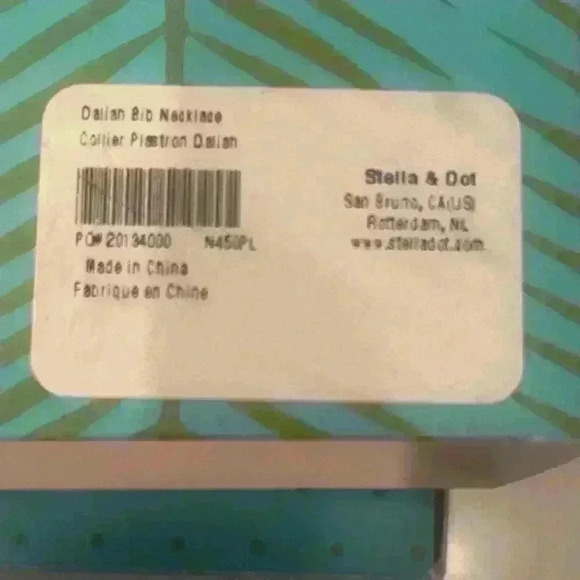 Dalian Bib Necklace
Collier Plastron Dalian
PO# 20134000 N450PL
Made in China
Fabrique en Chine
Stella & Dot
San Bruno, CA(US)
Rotterdam, NL
www.stelladot.com